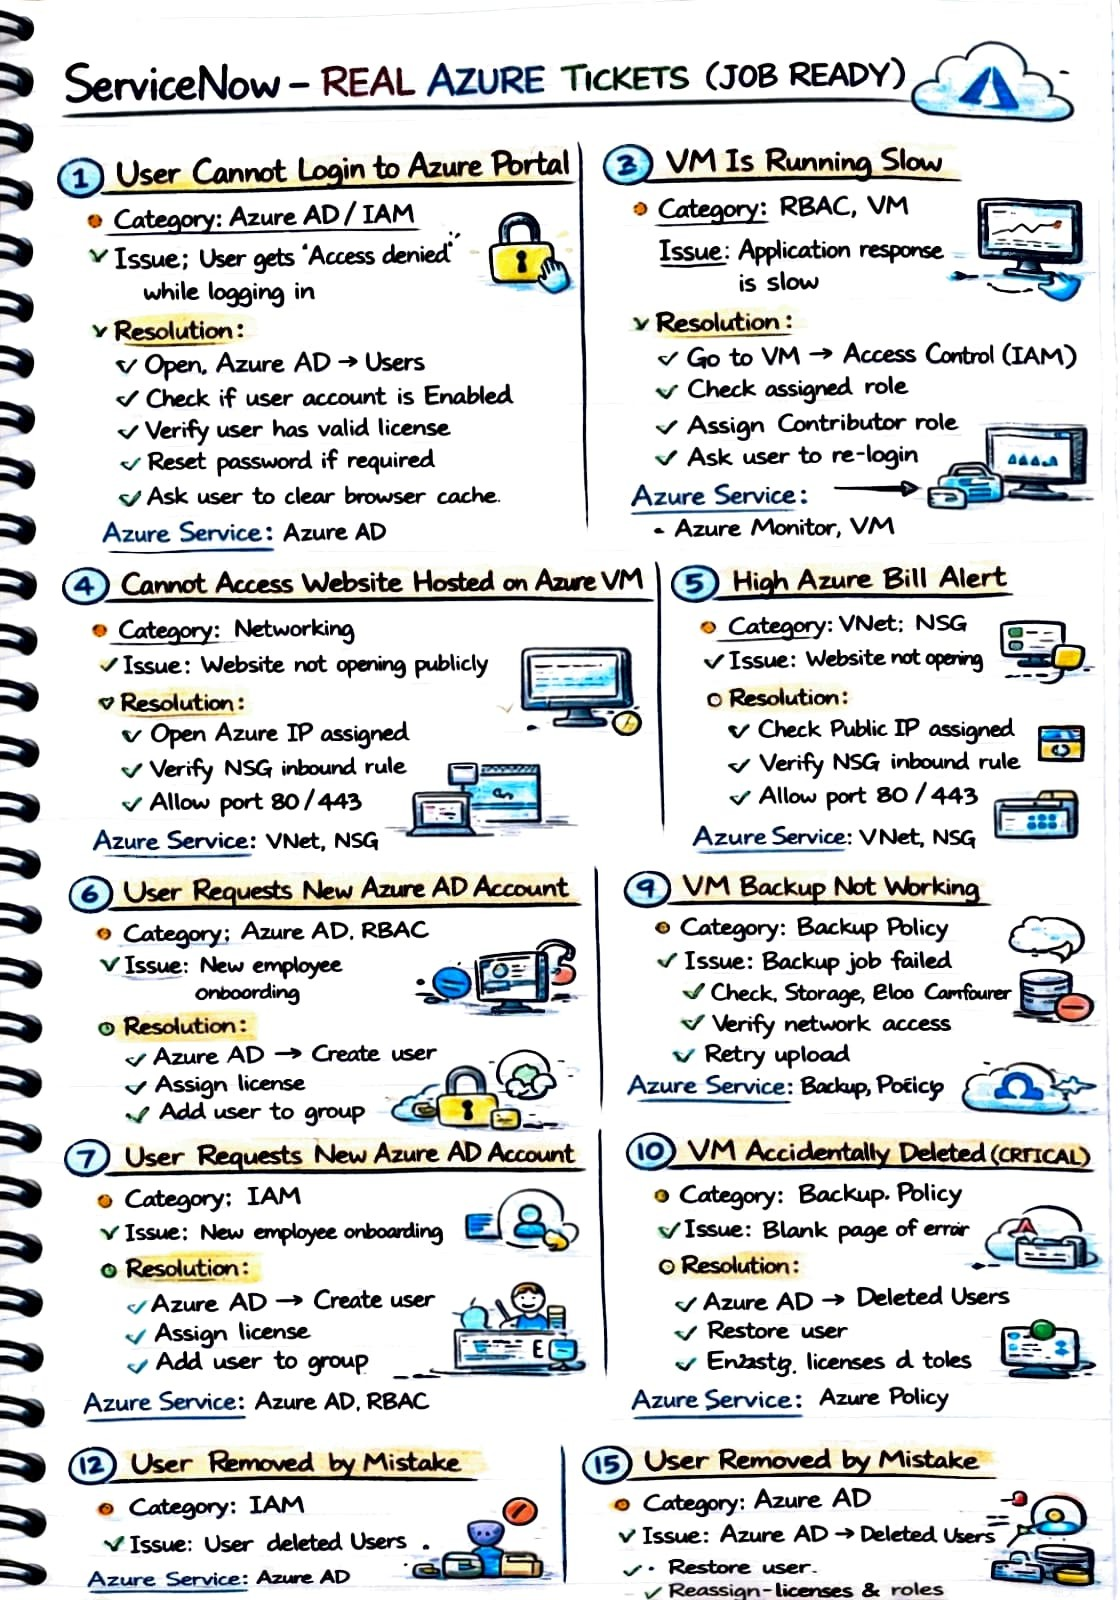 ServiceNow – REAL AZURE TICKETS (JOB READY)
1 User Cannot Login to Azure Portal
Category: Azure AD / IAM
Issue; User gets 'Access denied'
while logging in
Resolution:
Open, Azure AD → Users
Check if user account is Enabled
Verify user has valid license
Reset password if required
Ask user to clear browser cache.
Azure Service: Azure AD
VM Is Running Slow
Category: RBAC, VM
Issue: Application response
is slow
Resolution:
Go to VM → Access Control (IAM)
Check assigned role
Assign Contributor role
Ask user to re-login
Azure Service:
- Azure Monitor, VM
4 Cannot Access Website Hosted on Azure VM
Category: Networking
Issue: Website not opening publicly
Resolution:
Open Azure IP assigned
Verify NSG inbound rule
Allow port 80/443
Azure Service: VNet, NSG
5 High Azure Bill Alert
Category: VNet; NSG
Issue: Website not opening
Resolution:
Check Public IP assigned
Verify NSG inbound rule
Allow port 80/443
Azure Service: VNet, NSG
6 User Requests New Azure AD Account
Category; Azure AD, RBAC
Issue: New employee
onboording
Resolution:
Azure AD → Create user
Assign license
Add user to group
9 VM Backup Not Working
Category: Backup Policy
Issue: Backup job failed
Check, Storage,
Verify network access
Retry upload
Azure Service: Backup,
7 User Requests New Azure AD Account
Category; IAM
Issue: New employee onboarding
Resolution:
Azure AD → Create user
Assign license
Add user to group
Azure Service: Azure AD, RBAC
10 VM Accidentally Deleted (CRFICAL)
Category: Backup. Policy
Issue: Blank page of error
Resolution:
Azure AD → Deleted Users
Restore user
licenses d toles
Azure Service: Azure Policy
12 User Removed by Mistake
Category: IAM
Issue: User deleted Users .
Azure Service: Azure AD
15 User Removed by Mistake
Category: Azure AD
Issue: Azure AD → Deleted Users
Restore user.
Reassign-licenses & roles